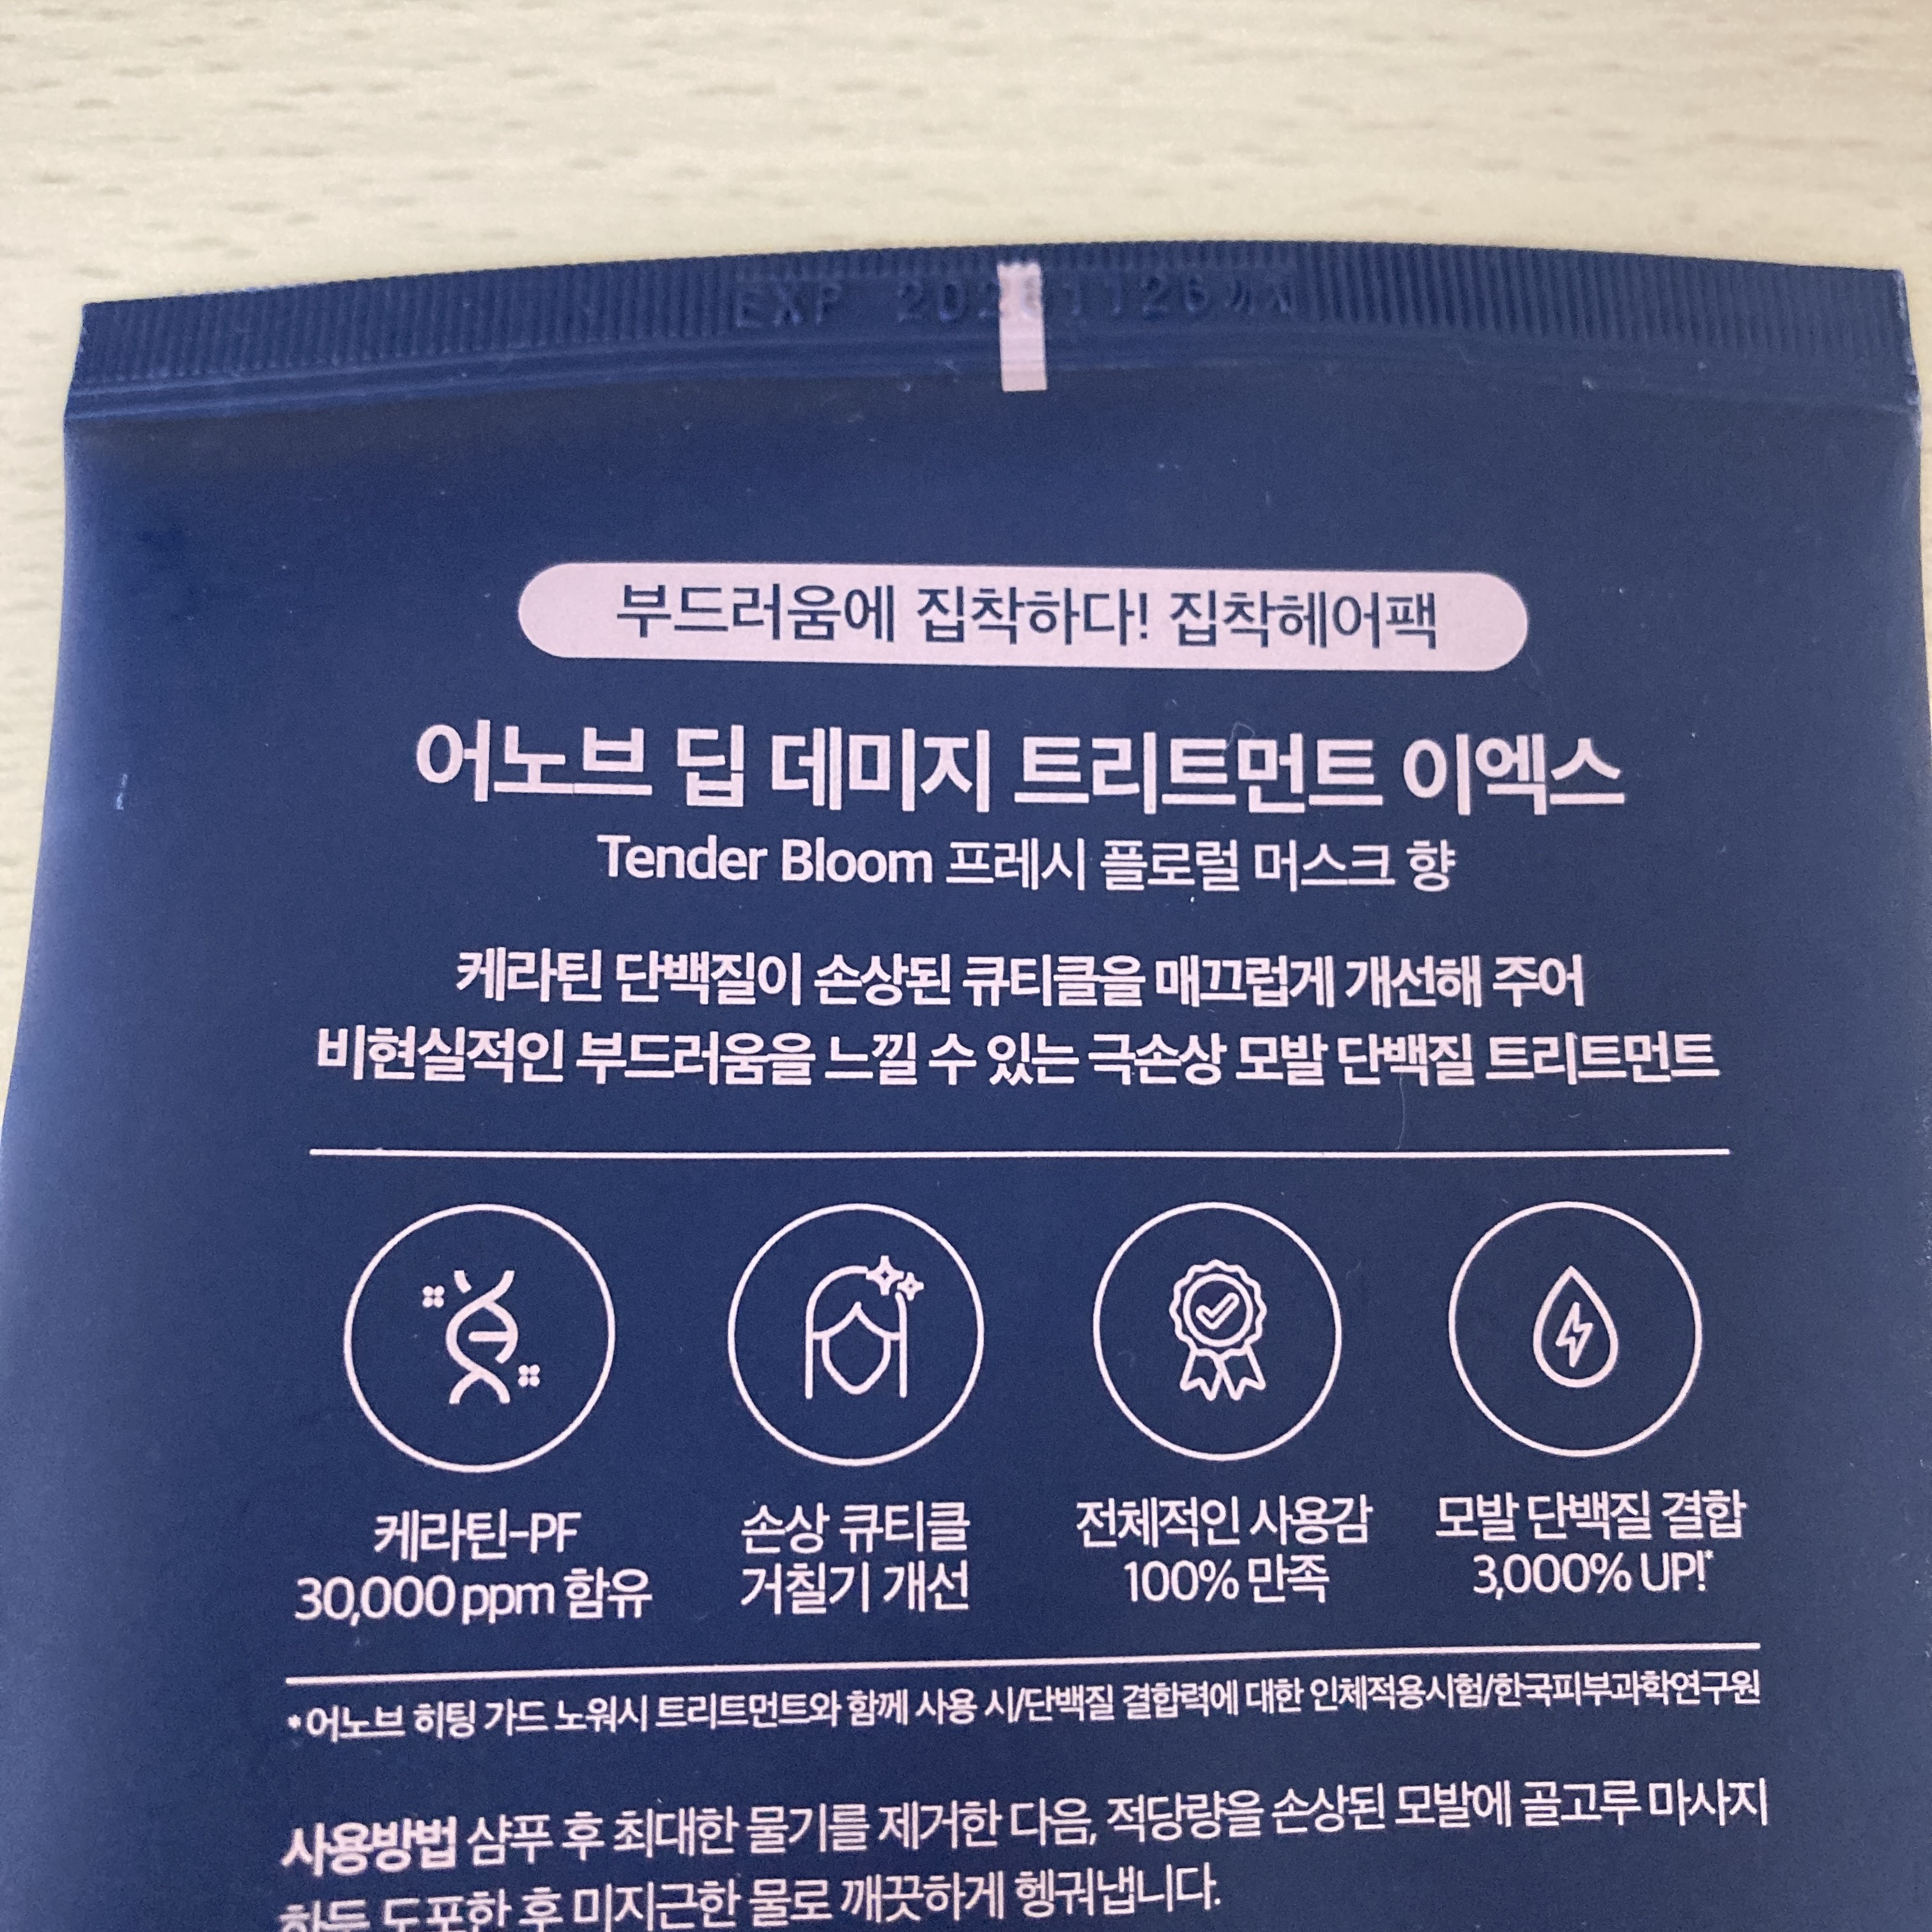 EXP
부드러움에 집착하다! 집착헤어팩
어노브 딥 데미지 트리트먼트 이엑스
Tender Bloom 프레시 플로럴 머스크 향
케라틴 단백질이 손상된 큐티클을 매끄럽게 개선해 주어
비현실적인 부드러움을 느낄 수 있는 극손상 모발 단백질 트리트먼트
케라틴-PF
30,000ppm 함유
손상 큐티클
거칠기 개선
전체적인 사용감
100% 만족
모발 단백질 결합
3,000% UP!*
*어노브 히팅 가드 노워시 트리트먼트와 함께 사용 시/단백질 결합력에 대한 인체적용시험/한국피부과학연구원
사용방법 샴푸 후 최대한 물기를 제거한 다음, 적당량을 손상된 모발에 골고루 마사지
하듯 도포한 후 미지근한 물로 깨끗하게 헹궈냅니다.